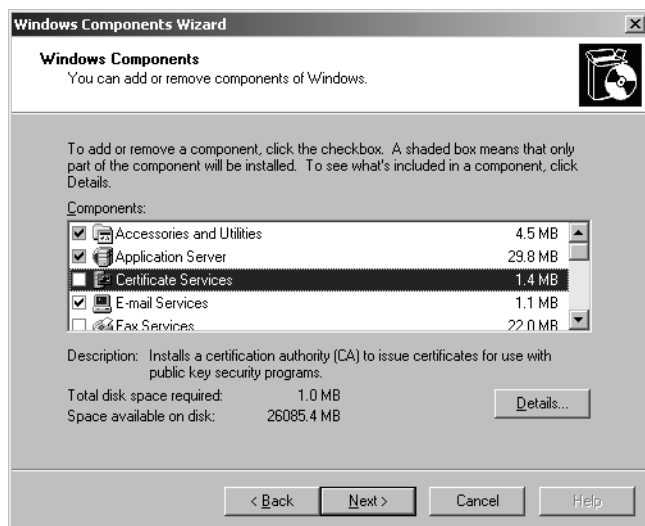 Windows Components Wizard
Windows Components
You can add or remove components of Windows.
To add or remove a component, click the checkbox. A shaded box means that only
part of the component will be installed. To see what's included in a component, click
Details.
Components:
Accessories and Utilities 4.5 MB
Application Server 29.8 MB
Certificate Services 1.4 MB
E-mail Services 1.1 MB
Fax Services 22.0 MB
Description: Installs a certification authority (CA) to issue certificates for use with
public key security programs.
Total disk space required: 1.0 MB
Space available on disk: 26085.4 MB
Details...
< Back Next > Cancel Help